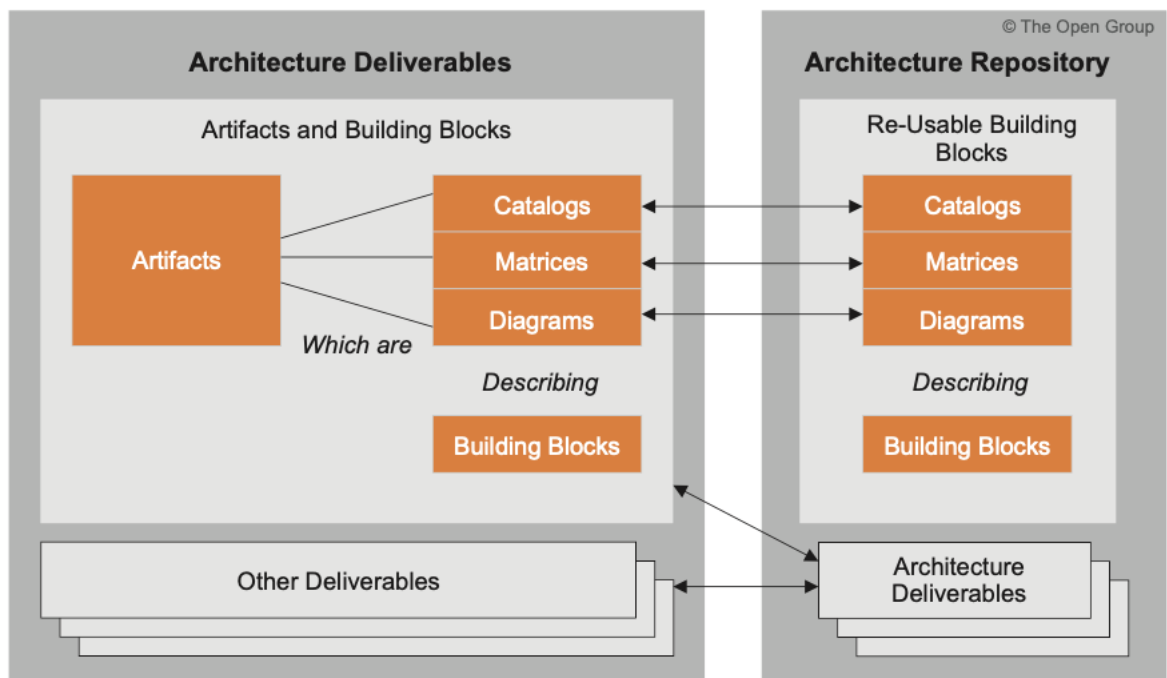 © The Open Group
Architecture Deliverables
Architecture Repository
Artifacts and Building Blocks
Artifacts
Catalogs
Matrices
Diagrams
Which are
Describing
Building Blocks
Other Deliverables
Re-Usable Building
Blocks
Catalogs
Matrices
Diagrams
Describing
Building Blocks
Architecture
Deliverables